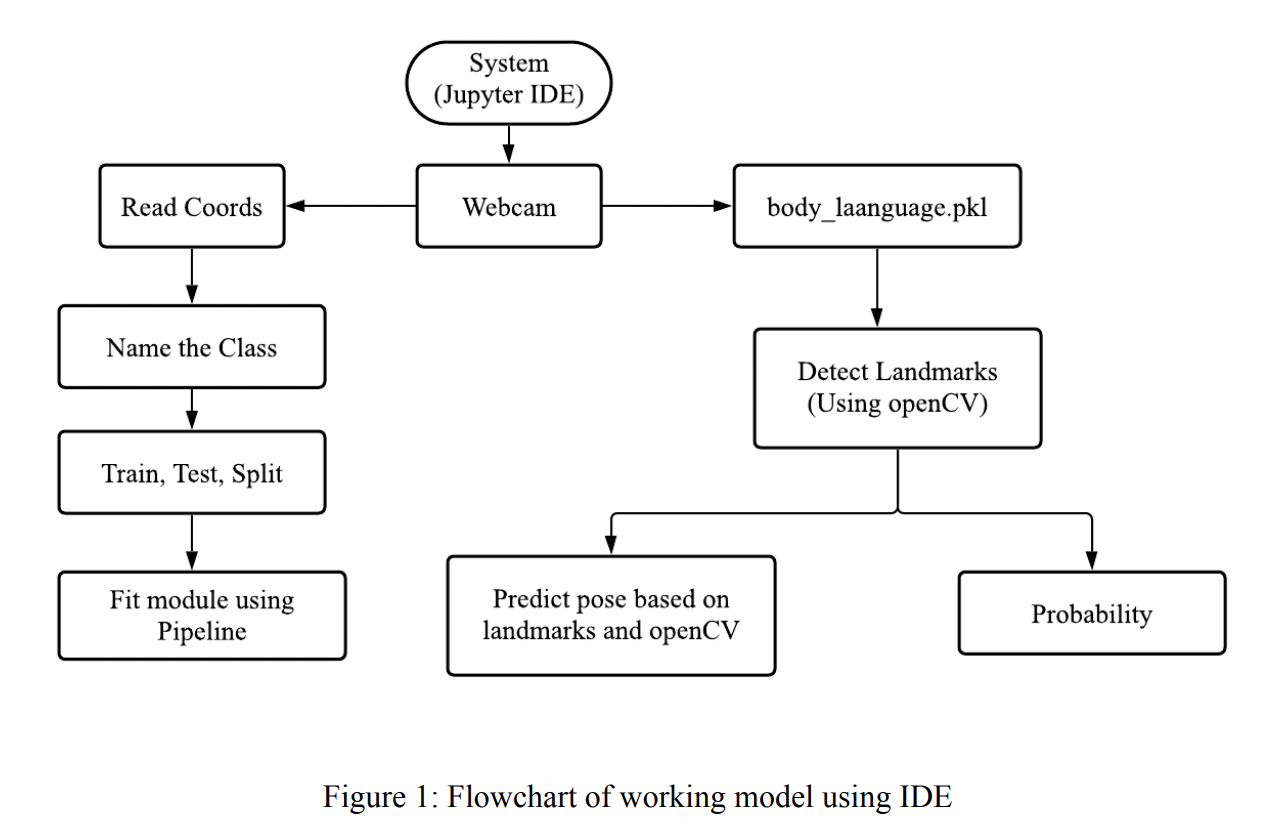 System
(Jupyter IDE)
Read Coords
Webcam
body_laanguage.pkl
Name the Class
Detect Landmarks
(Using openCV)
Train, Test, Split
Fit module using
Pipeline
Predict pose based on
landmarks and openCV
Probability
Figure 1: Flowchart of working model using IDE